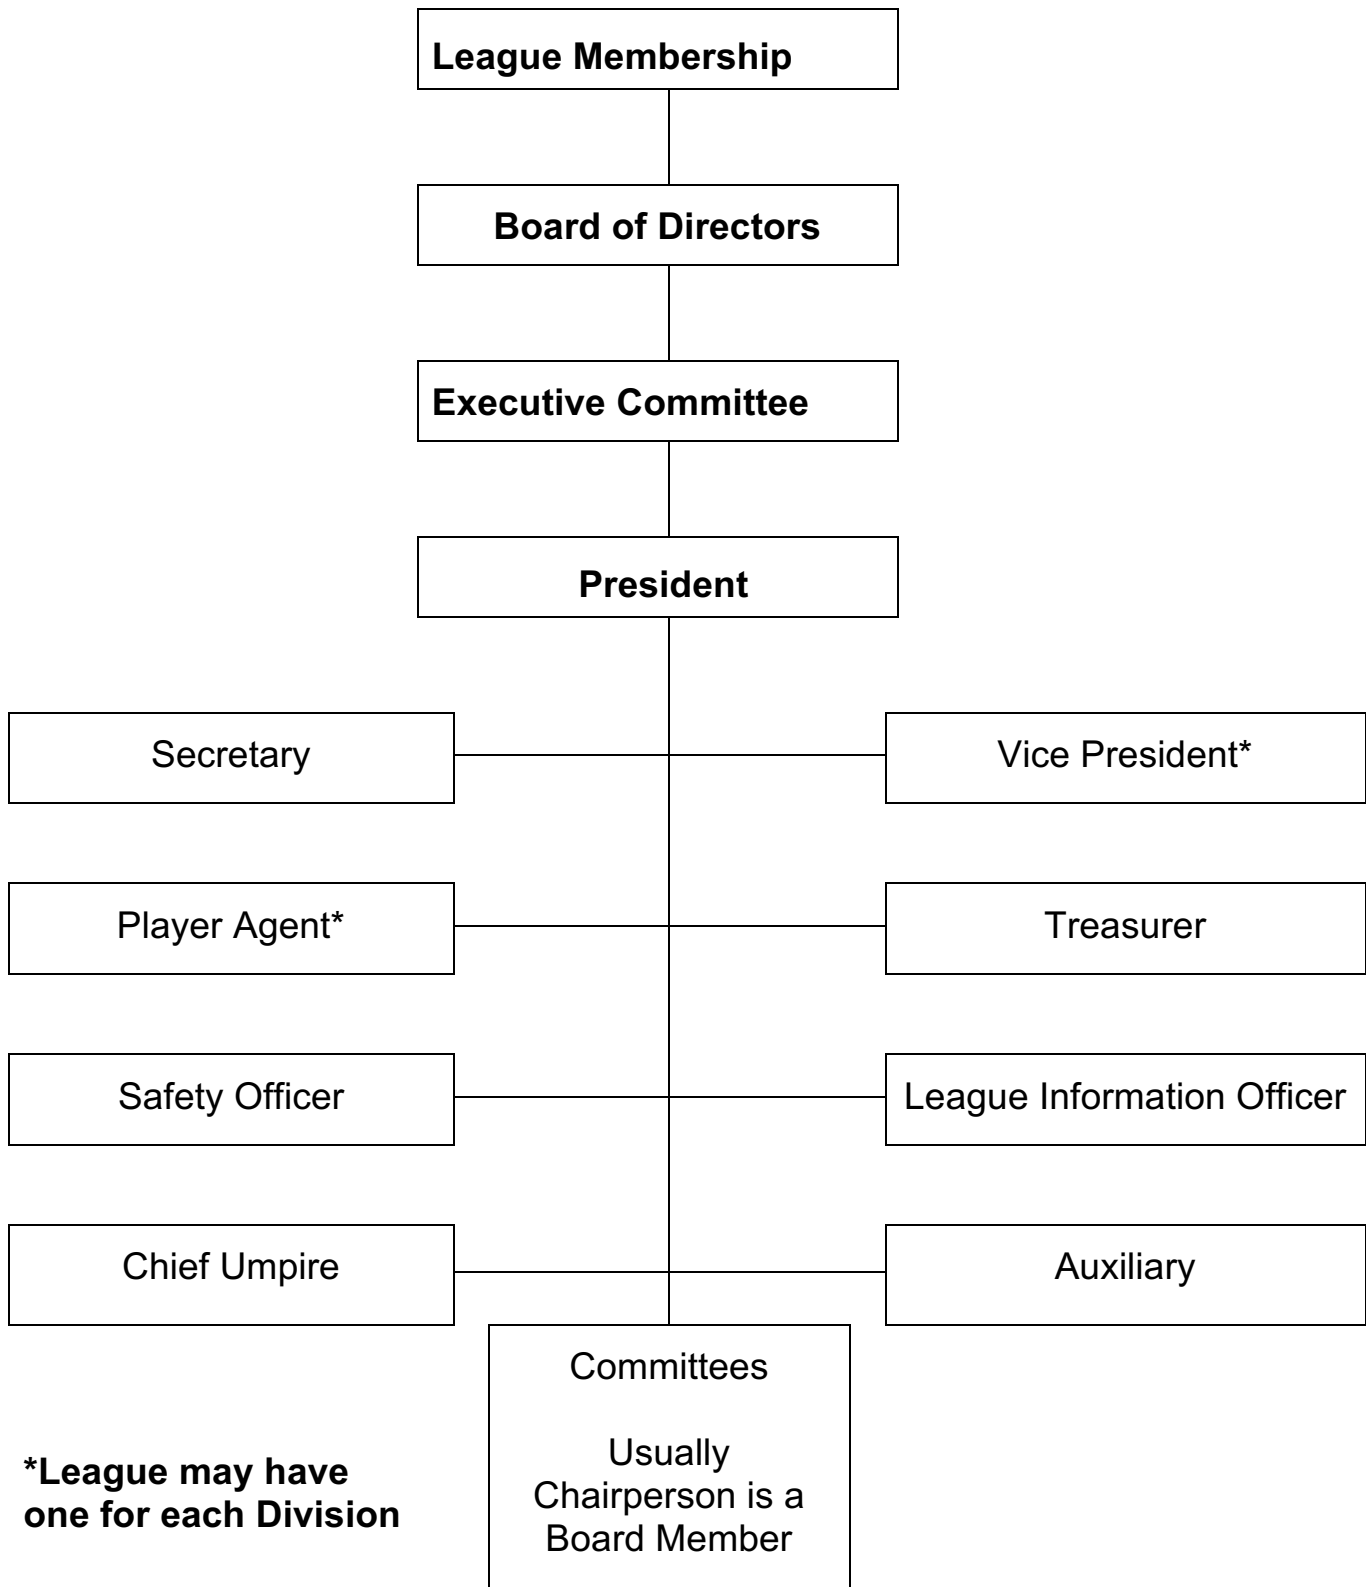 League Membership
Board of Directors
Executive Committee
President
Secretary
Vice President*
Player Agent*
Treasurer
Safety Officer
League Information Officer
Chief Umpire
Auxiliary
Committees
Usually
Chairperson is a
Board Member
*League may have
one for each Division